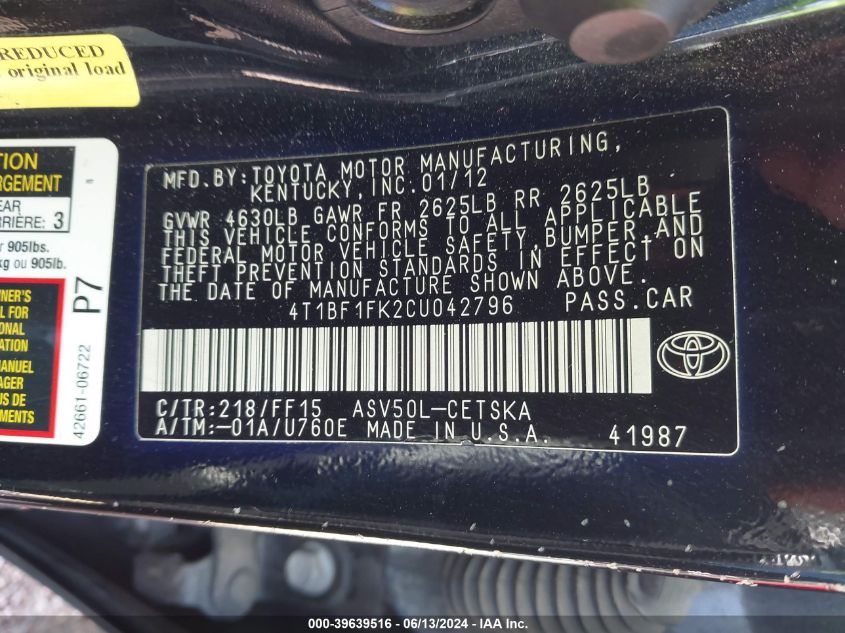 REDUCED
original load
TION
RGEMENT
EAR
RRIÈRE: 3
r 905lbs.
kg ou 905lb.
P7
NER'S
L FOR
ONAL
ATION
MANUEL
AGER
LES
42661-06722
MFD.BY:TOYOTA MOTOR MANUFACTURING,
KENTUCKY,INC.01/12
GVWR 4630LB GAWR FR 2625LB RR 2625LB
THIS VEHICLE CONFORMS TO ALL APPLICABLE
FEDERAL MOTOR VEHICLE SAFETY,BUMPER,AND
THEFT PREVENTION STANDARDS IN EFFECT ON
THE DATE OF MANUFACTURE SHOWN ABOVE.
4T1BF1FK2CU042796 PASS.CAR
C/TR:218/FF15 ASV50L-CETSKA
A/TM:-01A/U760E MADE IN U.S.A. 41987
000-39639516 - 06/13/2024 - IAA Inc.